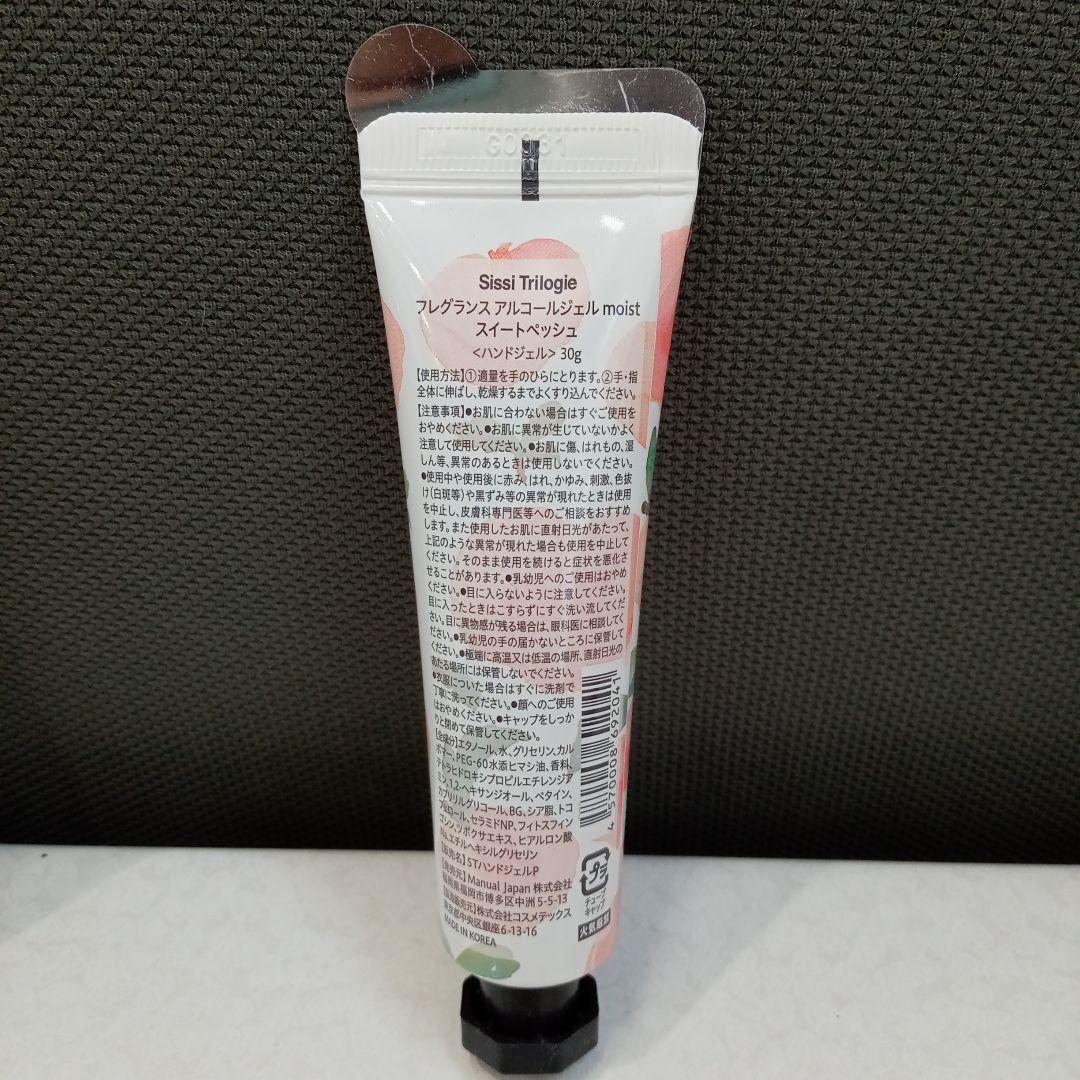 Sissi Trilogie
フレグランス アルコールジェル moist
スイートペッシュ
<ハンドジェル> 30g
【使用方法】①適量を手のひらにとります。②手・指
全体に伸ばし、乾燥するまでよくすり込んでください。
【注意事項】●お肌に合わない場合はすぐご使用を
おやめください。●お肌に異常が生じていないかよく
注意して使用してください。●お肌に傷、はれもの、湿
しん等、異常のあるときは使用しないでください。
●使用中や使用後に赤み、はれ、かゆみ、刺激、色抜
け(白斑等)や黒ずみ等の異常が現れたときは使用
を中止し、皮膚科専門医等へのご相談をおすすめ
します。また使用したお肌に直射日光があたって、
上記のような異常が現れた場合も使用を中止して
ください。そのまま使用を続けると症状を悪化さ
せることがあります。●乳幼児へのご使用はおやめ
ください。●目に入らないように注意してください。
目に入ったときはこすらずにすぐ洗い流してくだ
さい。目に異物感が残る場合は、眼科医に相談してく
ださい。●乳幼児の手の届かないところに保管して
ください。●極端に高温又は低温の場所、直射日光の
あたる場所には保管しないでください。
●衣服についた場合はすぐに洗剤で
丁寧に洗ってください。●顔へのご使用
はおやめください。●キャップをしっか
りと閉めて保管してください。
【全成分】エタノール、水、グリセリン、カル
ボマー、PEG-60水添ヒマシ油、香料、
テトラヒドロキシプロピルエチレンジア
ミン、1,2-ヘキサンジオール、ベタイン、
カプリリルグリコール、BG、シア脂、トコ
フェロール、セラミドNP、フィトスフィン
ゴシン、ツボクサエキス、ヒアルロン酸
Na、エチルヘキシルグリセリン
【販売名】STハンドジェルP
【発売元】Manual Japan 株式会社
福岡県福岡市博多区中洲 5-5-13
【製造販売元】株式会社コスメテックス
東京都中央区銀座6-13-16
MADE IN KOREA
4 570008 692041
プラ
チューブ
キャップ
火気厳禁